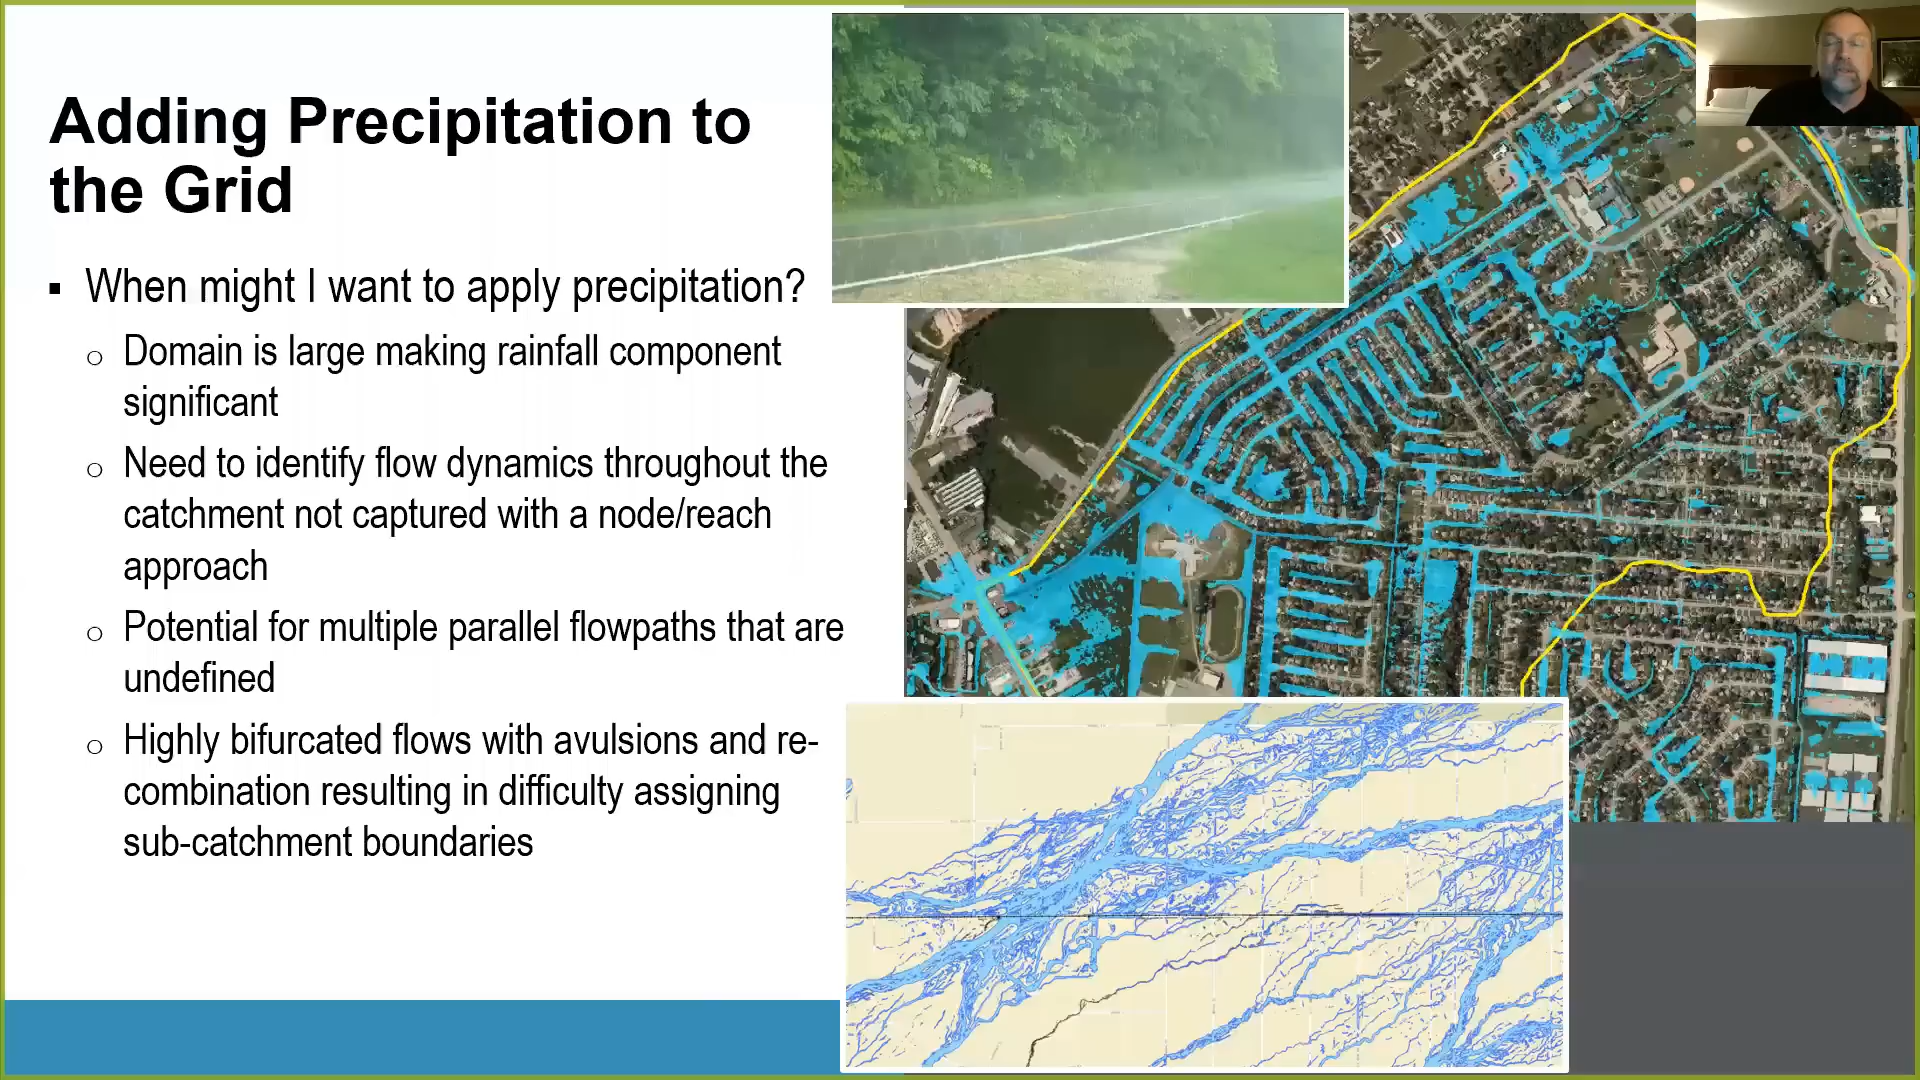 Adding Precipitation to
the Grid
▪ When might I want to apply precipitation?
o Domain is large making rainfall component
significant
o Need to identify flow dynamics throughout the
catchment not captured with a node/reach
approach
o Potential for multiple parallel flowpaths that are
undefined
o Highly bifurcated flows with avulsions and re-
combination resulting in difficulty assigning
sub-catchment boundaries